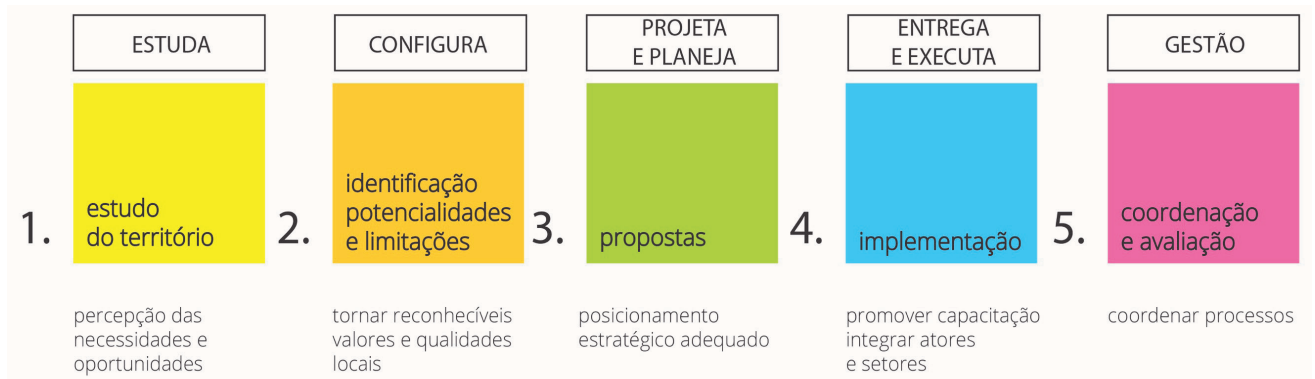 ESTUDA
CONFIGURA
PROJETA
E PLANEJA
ENTREGA
E EXECUTA
GESTÃO
1.
estudo
do território
2.
identificação
potencialidades
e limitações
3.
propostas
4.
implementação
5.
coordenação
e avaliação
percepção das
necessidades e
oportunidades
tornar reconhecíveis
valores e qualidades
locais
posicionamento
estratégico adequado
promover capacitação
integrar atores
e setores
coordenar processos